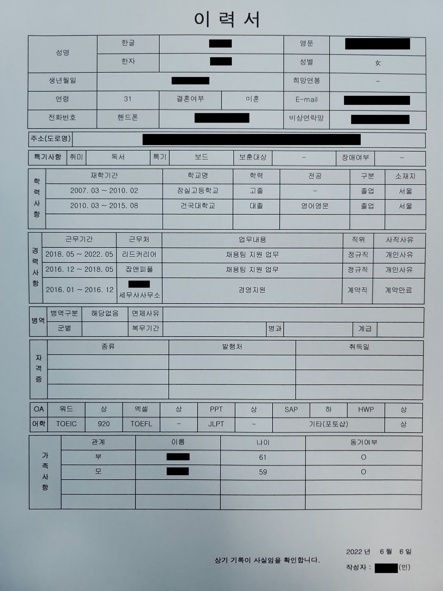 이 력 서
성명 한글 영문
한자 성별 女
생년월일 희망연봉 -
연령 31 결혼여부 미혼 E-mail
전화번호 핸드폰 비상연락망
주소(도로명)
특기사항 취미 독서 특기 보드 보훈대상 - 장애여부 -
학력사항 재학기간 학교명 학력 전공 구분 소재지
2007. 03 ~ 2010. 02 잠실고등학교 고졸 - 졸업 서울
2010. 03 ~ 2015. 08 건국대학교 대졸 영어영문 졸업 서울
경력사항 근무기간 근무처 업무내용 직위 사직사유
2018. 05 ~ 2022. 05 리드커리어 채용팀 지원 업무 정규직 개인사유
2016. 12 ~ 2018. 05 잡앤피플 채용팀 지원 업무 정규직 개인사유
2016. 01 ~ 2016. 12 세무사사무소 경영지원 계약직 계약만료
병역 병역구분 해당없음 면제사유
군별 복무기간 병과 계급
자격증 종류 발행처 취득일
OA 워드 상 엑셀 상 PPT 상 SAP 하 HWP 상
어학 TOEIC 920 TOEFL - JLPT - 기타(포토샵) 상
가족사항 관계 이름 나이 동거여부
부 61 O
모 59 O
상기 기록이 사실임을 확인합니다.
2022 년 6 월 6 일
작성자 : (인)